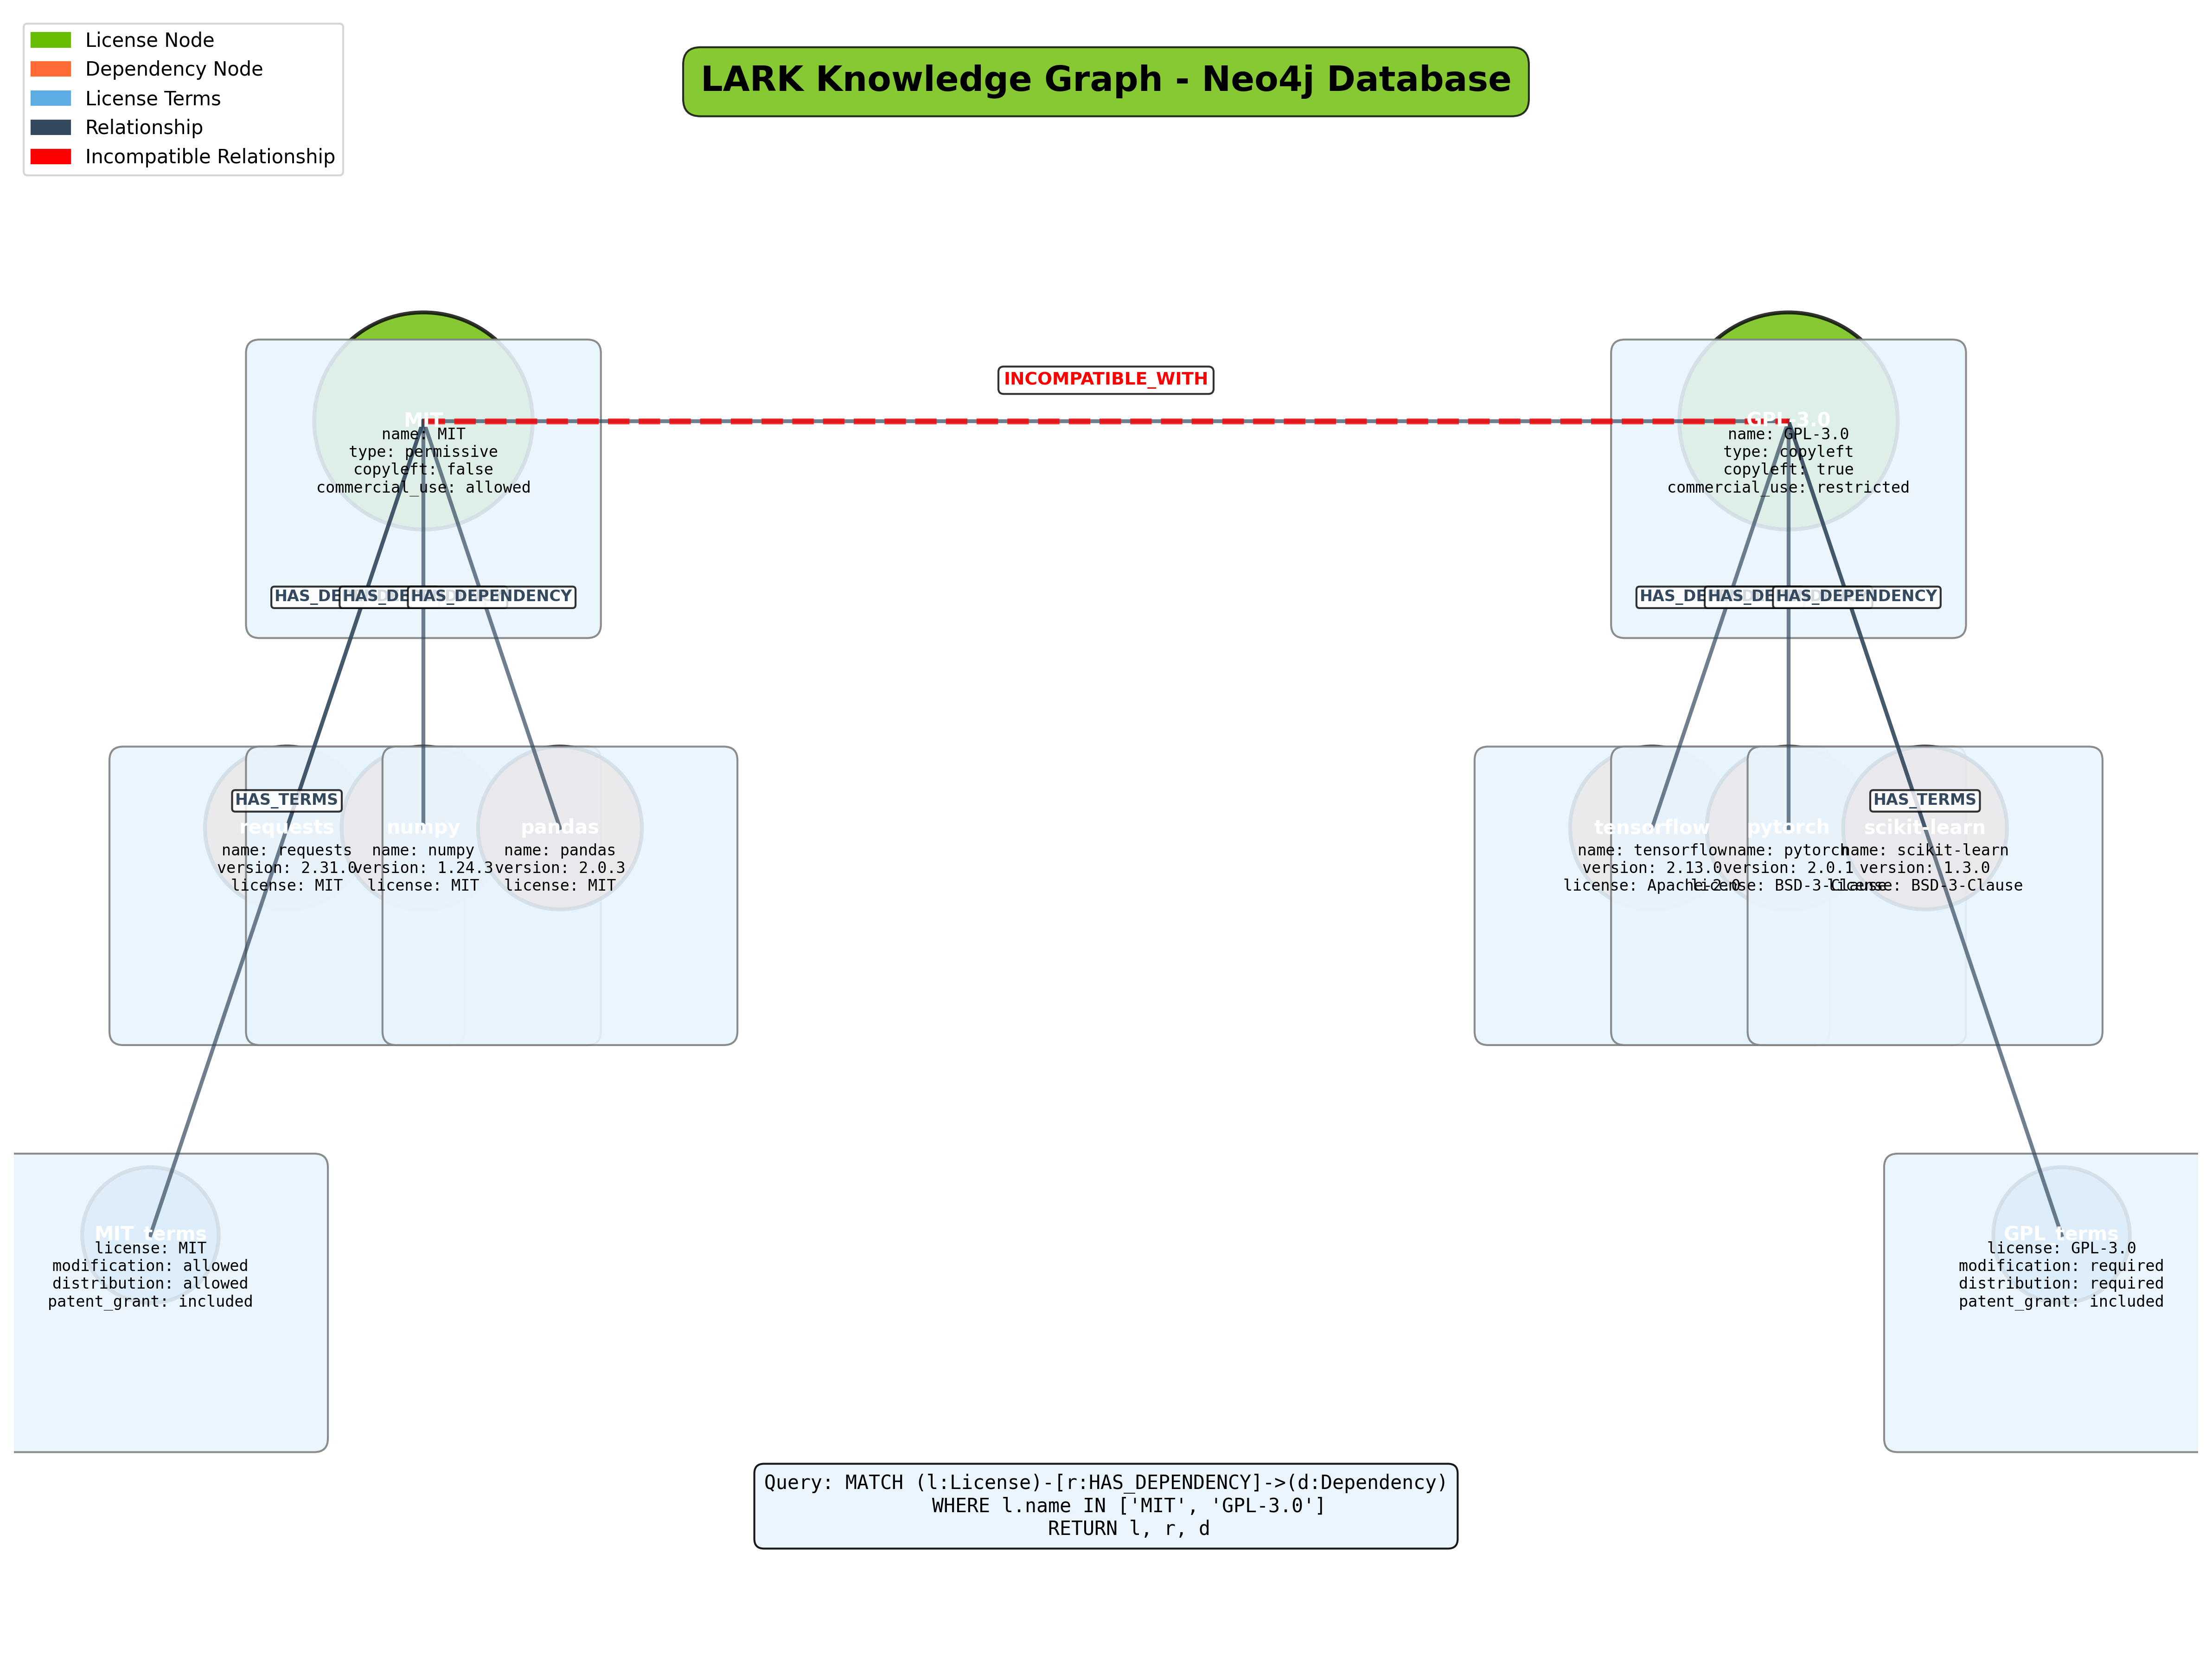 License Node
Dependency Node
License Terms
Relationship
Incompatible Relationship
LARK Knowledge Graph - Neo4j Database
INCOMPATIBLE_WITH
MIT
name: MIT
type: permissive
copyleft: false
commercial_use: allowed
GPL-3.0
name: GPL-3.0
type: copyleft
copyleft: true
commercial_use: restricted
HAS_DE
HAS_DE
HAS_DEPENDENCY
HAS_DE
HAS_DE
HAS_DEPENDENCY
HAS_TERMS
requests
name: requests
version: 2.31.0
license: MIT
numpy
name: numpy
version: 1.24.3
license: MIT
pandas
name: pandas
version: 2.0.3
license: MIT
HAS_TERMS
tensorflow
name: tensorflow
version: 2.13.0
license: Apache-2.0
pytorch
name: pytorch
version: 2.0.1
license: BSD-3-Clause
scikit-learn
name: scikit-learn
version: 1.3.0
license: BSD-3-Clause
MIT_terms
license: MIT
modification: allowed
distribution: allowed
patent_grant: included
GPL_terms
license: GPL-3.0
modification: required
distribution: required
patent_grant: included
Query: MATCH (l:License)-[r:HAS_DEPENDENCY]->(d:Dependency)
WHERE l.name IN ['MIT', 'GPL-3.0']
RETURN l, r, d